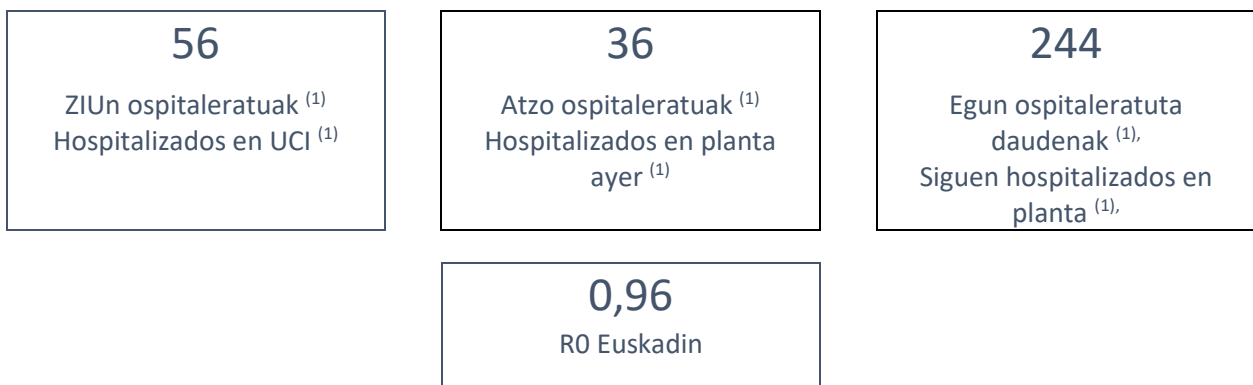 56
ZIUn ospitaleratuak (1)
Hospitalizados en UCI (1)
36
Atzo ospitaleratuak (1)
Hospitalizados en planta
ayer (1)
244
Egun ospitaleratuta
daudenak (1),
Siguen hospitalizados en
planta (1),
0,96
R0 Euskadin